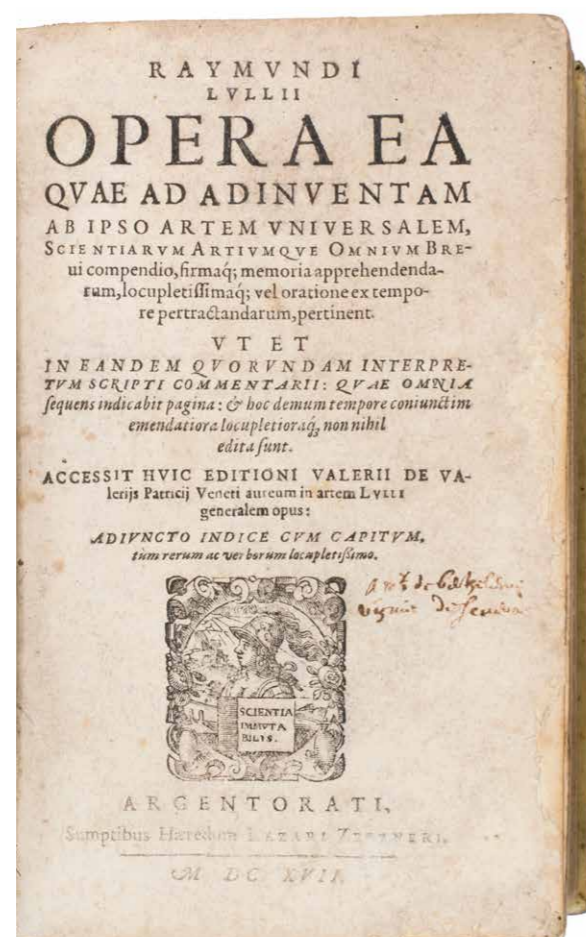 RAYMVNDI
LVLLII
OPERA EA
QVAE AD ADINVENTAM
AB IPSO ARTEM VNIVERSALEM,
SCIENTIARVM ARTIVMQVE OMNIVM BRE-
ui compendio, firmaq́; memoria apprehendenda-
rum, locupletiſſimaq́; vel oratione ex tempo-
re pertractandarum, pertinent.
VT ET
IN EANDEM QVORVNDAM INTERPRE-
TVM SCRIPTI COMMENTARII: QVAE OMNIA
ſequens indicabit pagina: & hoc demum tempore coniunctim
emendatiora locupletioraq́; non nihil
edita ſunt.
ACCESSIT HVIC EDITIONI VALERII DE VA-
lerijs Patricij Veneti aureum in artem LVLLI
generalem opus:
ADIVNCTO INDICE CVM CAPITVM,
tùm rerum ac verborum locupletiſſimo.
SCIENTIA
IMMVTA
BILIS.
ARGENTORATI,
Sumptibus Hæredum LAZARI ZETZNERI.
M DC XVII.